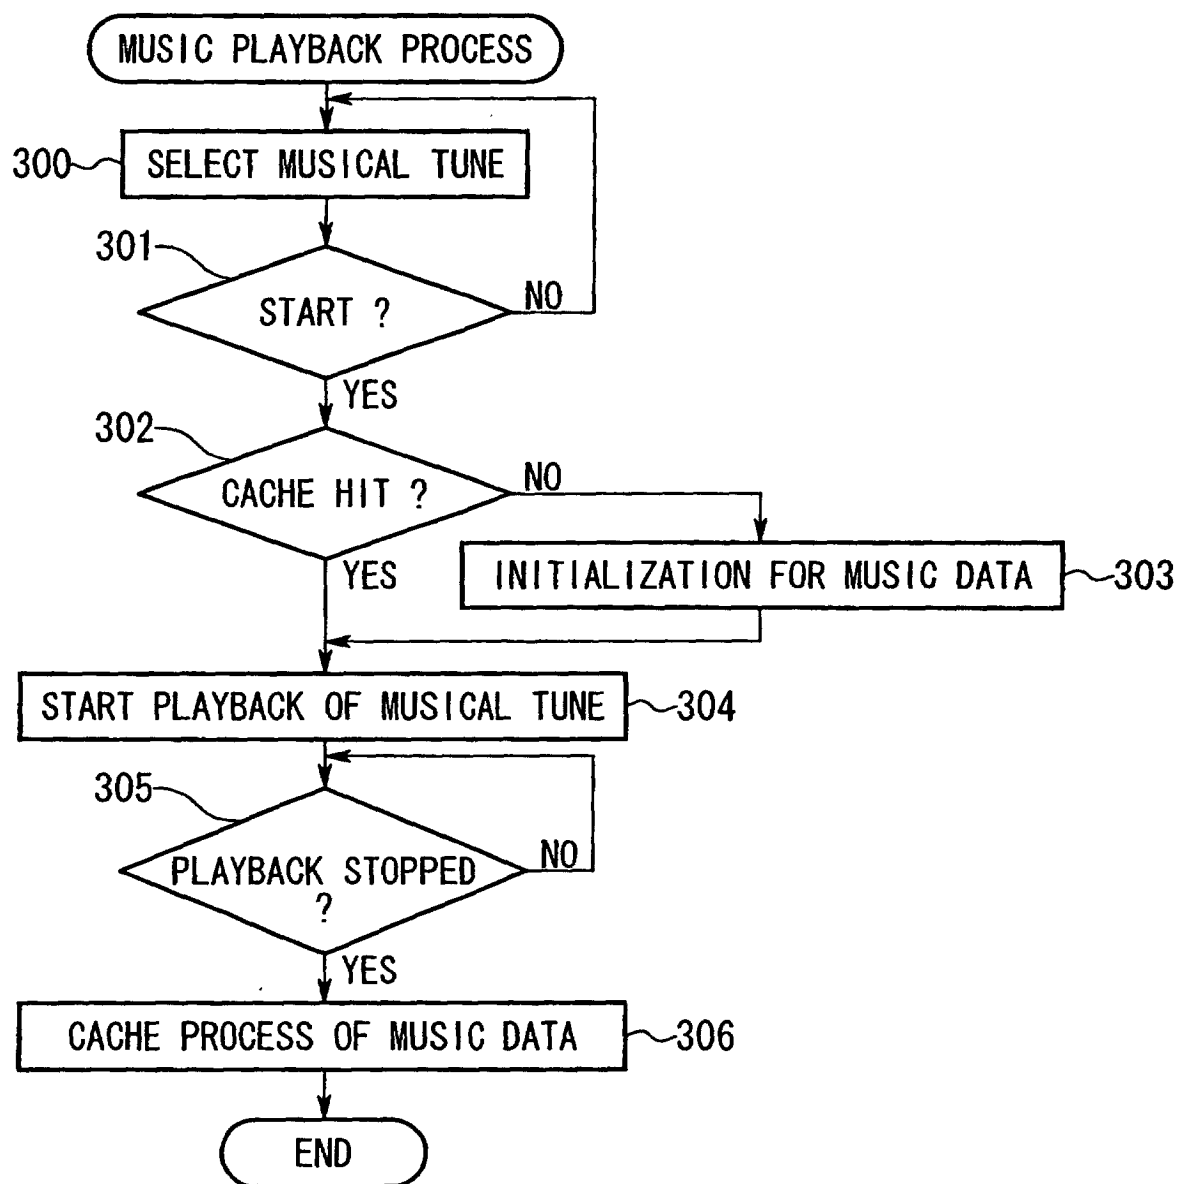 MUSIC PLAYBACK PROCESS
300
SELECT MUSICAL TUNE
301
START ?
NO
YES
302
CACHE HIT ?
NO
YES
INITIALIZATION FOR MUSIC DATA
303
START PLAYBACK OF MUSICAL TUNE
304
305
PLAYBACK STOPPED
?
NO
YES
CACHE PROCESS OF MUSIC DATA
306
END